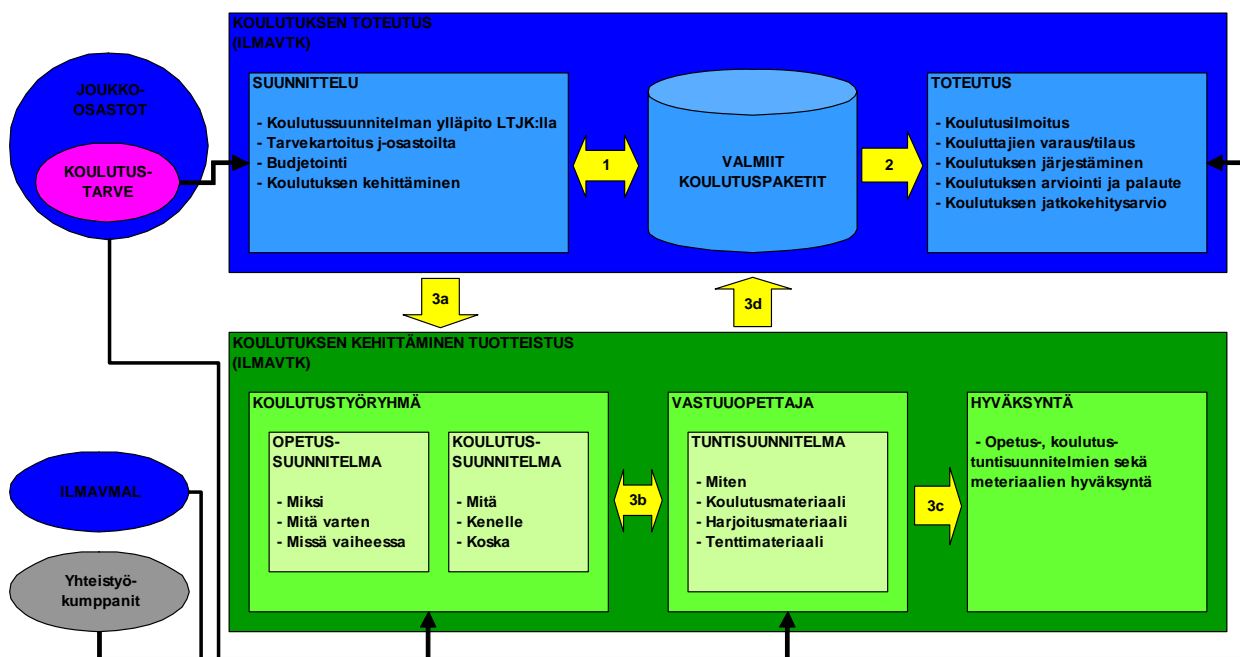 KOULUTUKSEN TOTEUTUS
(ILMAVTK)
JOUKKO-
OSASTOT
KOULUTUS-
TARVE
SUUNNITTELU
- Koulutussuunnitelman ylläpito LTJK:lla
- Tarvekartoitus j-osastoilta
- Budjetointi
- Koulutuksen kehittäminen
1
VALMIIT
KOULUTUSPAKETIT
2
TOTEUTUS
- Koulutusilmoitus
- Kouluttajien varaus/tilaus
- Koulutuksen järjestäminen
- Koulutuksen arviointi ja palaute
- Koulutuksen jatkokehitysarvio
3a
3d
KOULUTUKSEN KEHITTÄMINEN TUOTTEISTUS
(ILMAVTK)
KOULUTUSTYÖRYHMÄ
OPETUS-
SUUNNITELMA
- Miksi
- Mitä varten
- Missä vaiheessa
KOULUTUS-
SUUNNITELMA
- Mitä
- Kenelle
- Koska
3b
VASTUUOPETTAJA
TUNTISUUNNITELMA
- Miten
- Koulutusmateriaali
- Harjoitusmateriaali
- Tenttimateriaali
3c
HYVÄKSYNTÄ
- Opetus-, koulutus-
tuntisuunnitelmien sekä
meteriaalien hyväksyntä
ILMAVMAL
Yhteistyö-
kumppanit